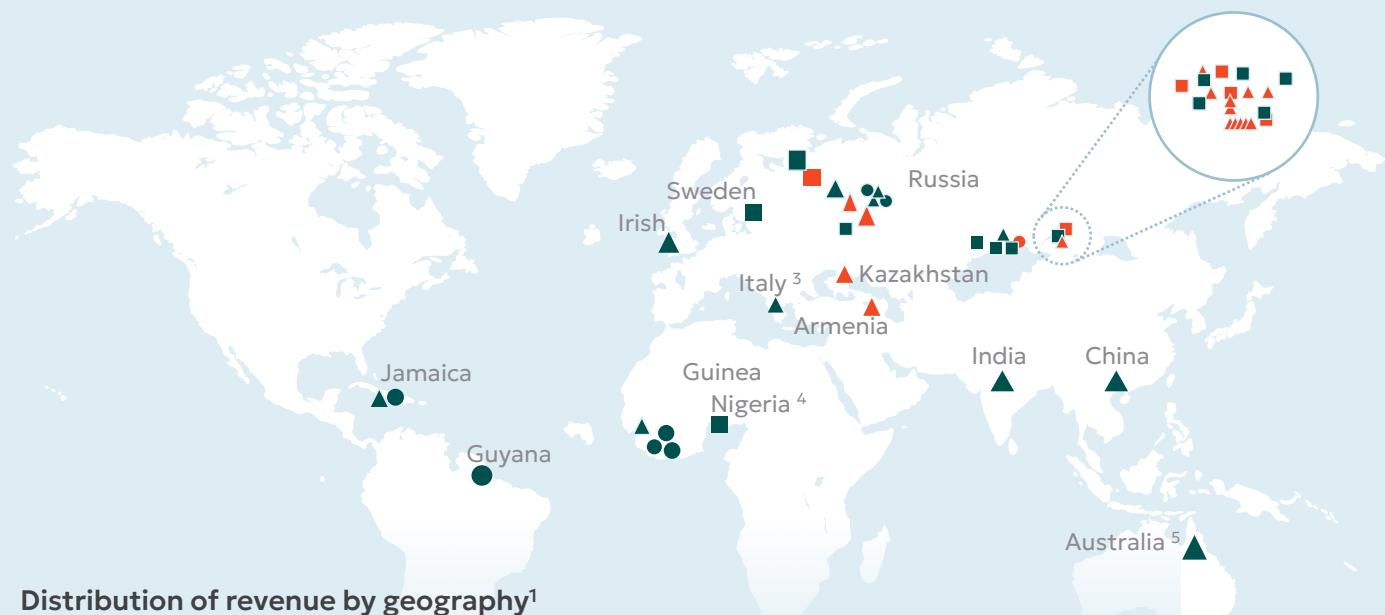 Russia
Sweden
Irish
Kazakhstan
Italy 3
Armenia
India
China
Jamaica
Guinea
Nigeria 4
Guyana
Australia 5
Distribution of revenue by geography1